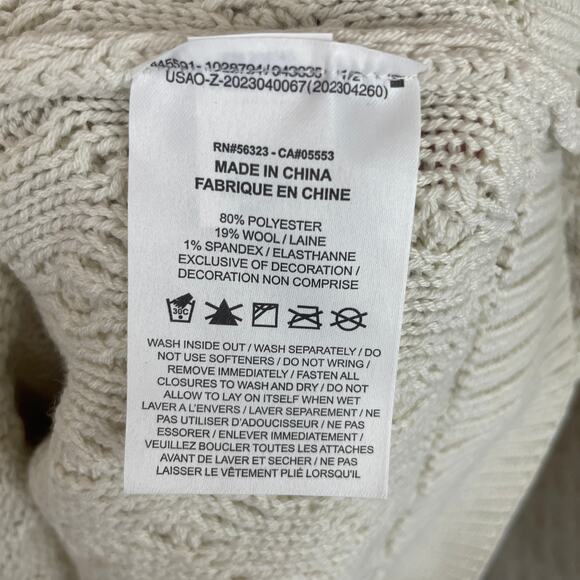 USAO-Z-2023040067(202304260)
RN#56323 - CA#05553
MADE IN CHINA
FABRIQUE EN CHINE
80% POLYESTER
19% WOOL / LAINE
1% SPANDEX / ELASTHANNE
EXCLUSIVE OF DECORATION /
DECORATION NON COMPRISE
30C
WASH INSIDE OUT / WASH SEPARATELY / DO
NOT USE SOFTENERS / DO NOT WRING /
REMOVE IMMEDIATELY / FASTEN ALL
CLOSURES TO WASH AND DRY / DO NOT
ALLOW TO LAY ON ITSELF WHEN WET
LAVER A L'ENVERS / LAVER SEPAREMENT / NE
PAS UTILISER D'ADOUCISSEUR / NE PAS
ESSORER / ENLEVER IMMEDIATEMENT /
VEUILLEZ BOUCLER TOUTES LES ATTACHES
AVANT DE LAVER ET SECHER / NE PAS
LAISSER LE VÊTEMENT PLIÉ LORSQU'IL